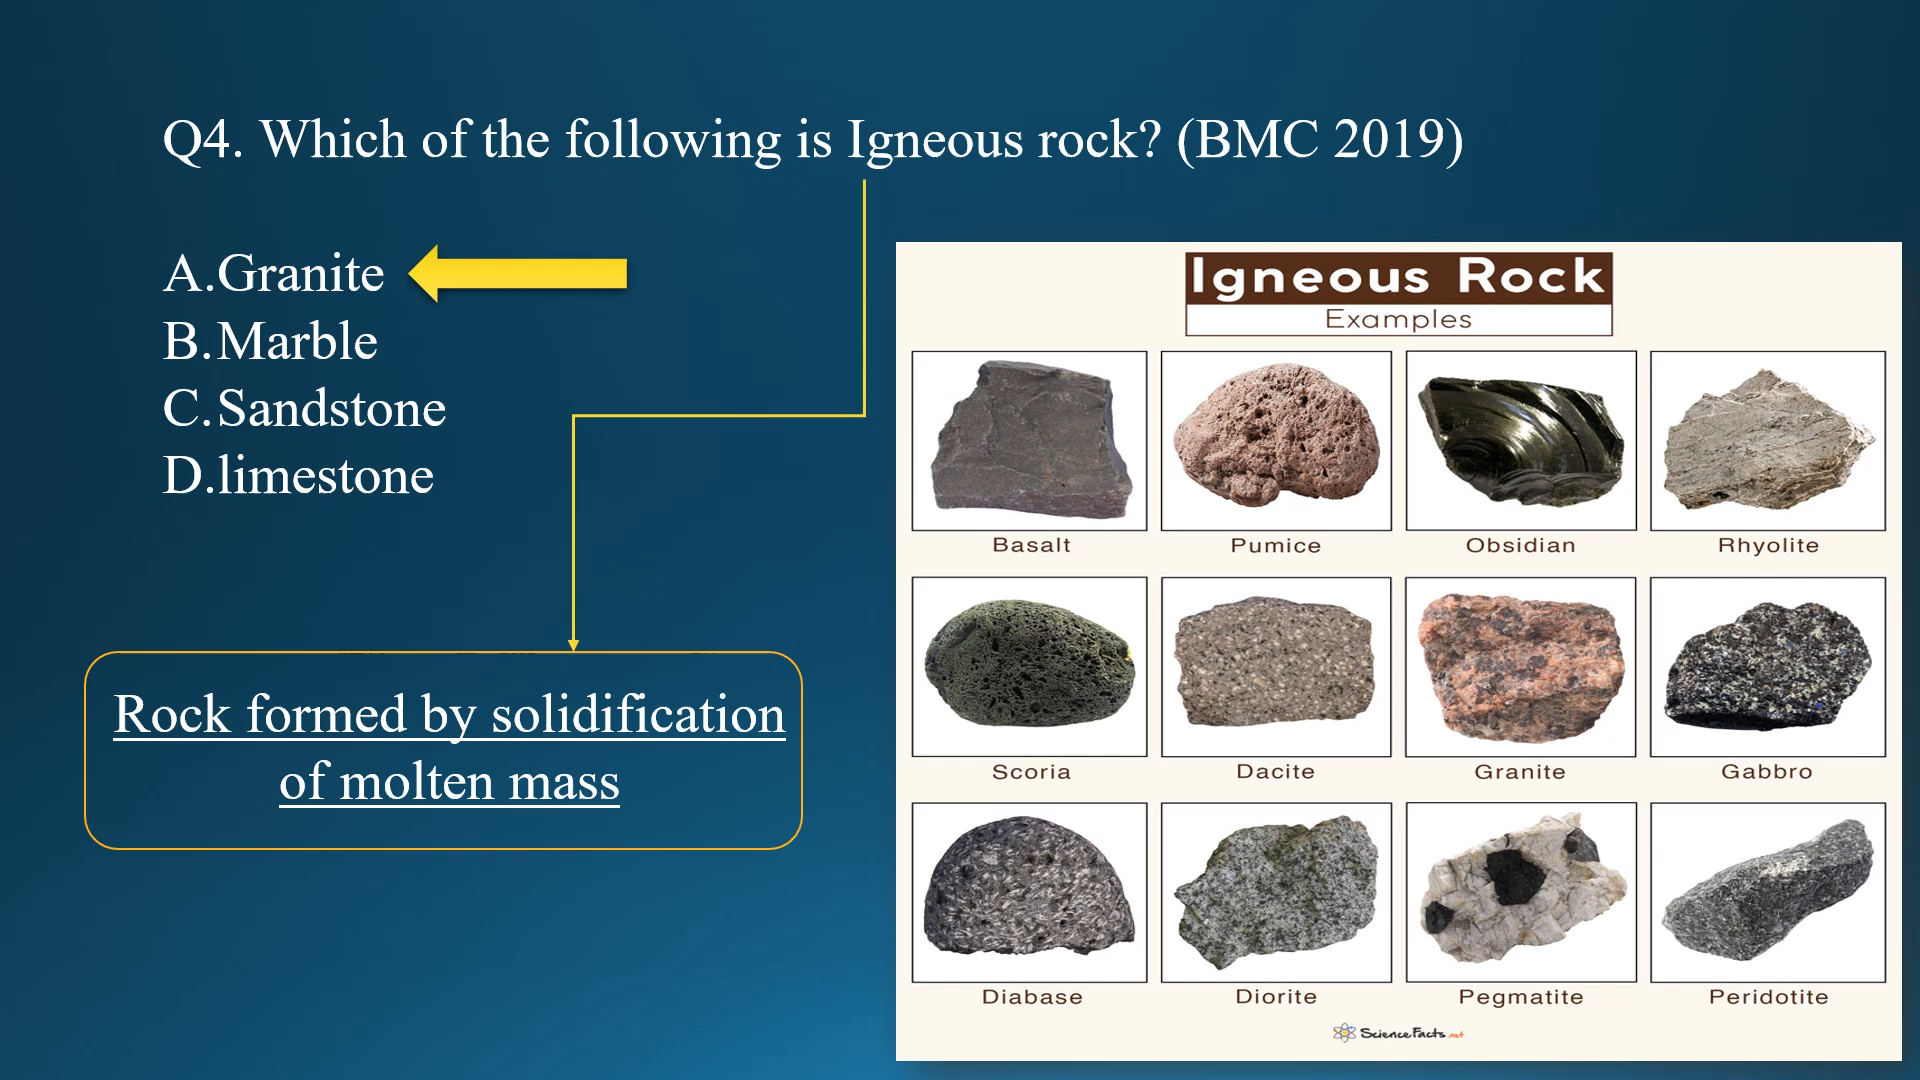 Q4. Which of the following is Igneous rock? (BMC 2019)
A.Granite
B.Marble
C.Sandstone
D.limestone
Rock formed by solidification
of molten mass
Igneous Rock
Examples
Basalt
Pumice
Obsidian
Rhyolite
Scoria
Dacite
Granite
Gabbro
Diabase
Diorite
Pegmatite
Peridotite
ScienceFacts.net